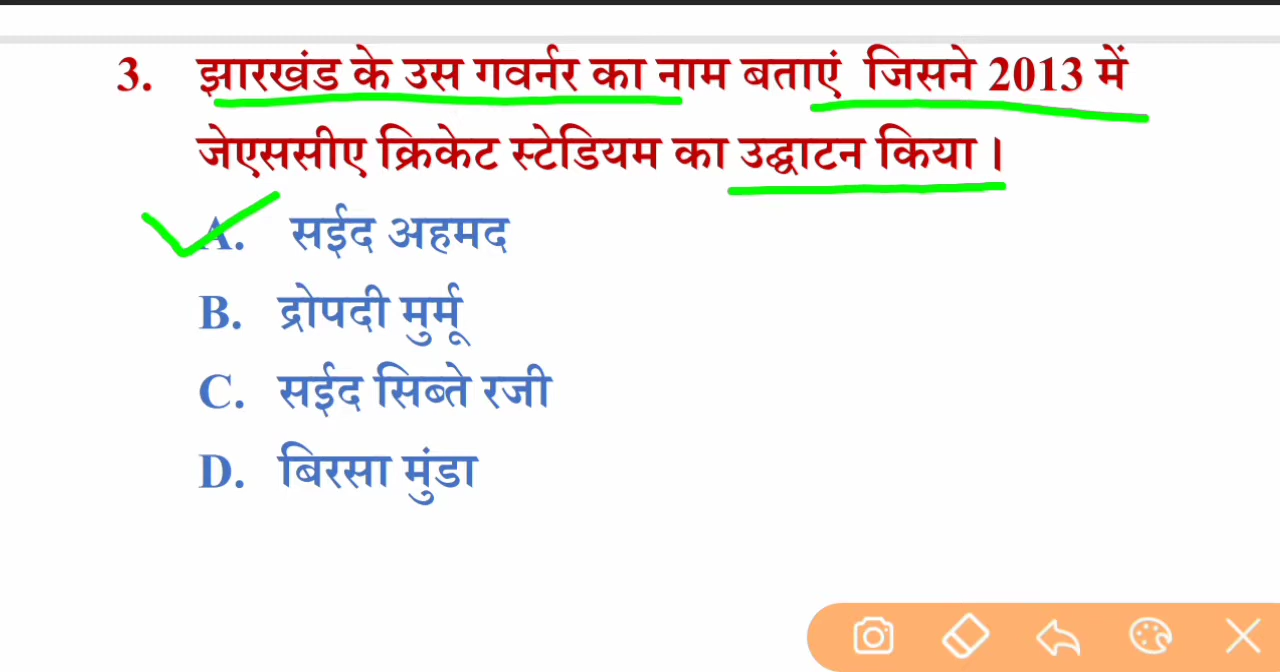 3. झारखंड के उस गवर्नर का नाम बताएं जिसने 2013 में
जेएससीए क्रिकेट स्टेडियम का उद्घाटन किया ।
A. सईद अहमद
B. द्रोपदी मुर्मू
C. सईद सिब्ते रजी
D. बिरसा मुंडा